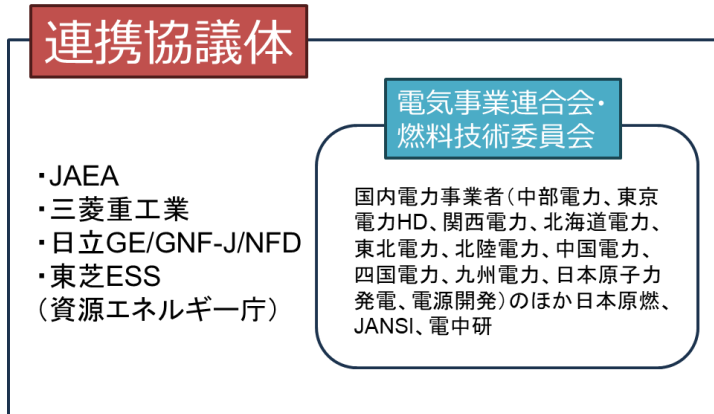 連携協議体
電気事業連合会・
燃料技術委員会
・JAEA
・三菱重工業
・日立GE/GNF-J/NFD
・東芝ESS
（資源エネルギー庁）
国内電力事業者（中部電力、東京
電力HD、関西電力、北海道電力、
東北電力、北陸電力、中国電力、
四国電力、九州電力、日本原子力
発電、電源開発）のほか日本原燃、
JANSI、電中研